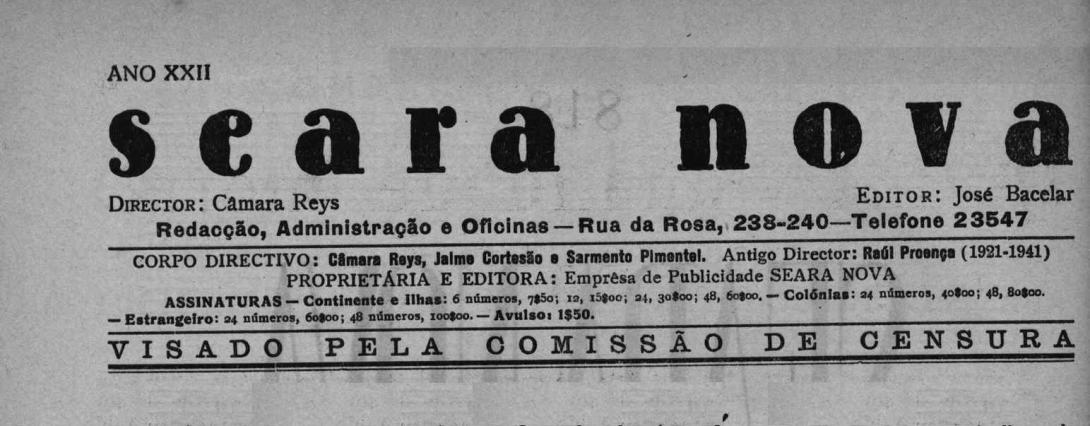 ANO XXII
seara nova
DIRECTOR: Câmara Reys
EDITOR: José Bacelar
Redacção, Administração e Oficinas — Rua da Rosa, 238-240 — Telefone 23547
CORPO DIRECTIVO: Câmara Reys, Jaime Cortesão e Sarmento Pimentel. Antigo Director: Raúl Proença (1921-1941)
PROPRIETÁRIA E EDITORA: Emprêsa de Publicidade SEARA NOVA
ASSINATURAS — Continente e Ilhas: 6 números, 7$50; 12, 15$00; 24, 30$00; 48, 60$00. — Colónias: 24 números, 40$00; 48, 80$00.
— Estrangeiro: 24 números, 60$00; 48 números, 100$00. — Avulso: 1$50.
VISADO PELA COMISSÃO DE CENSURA